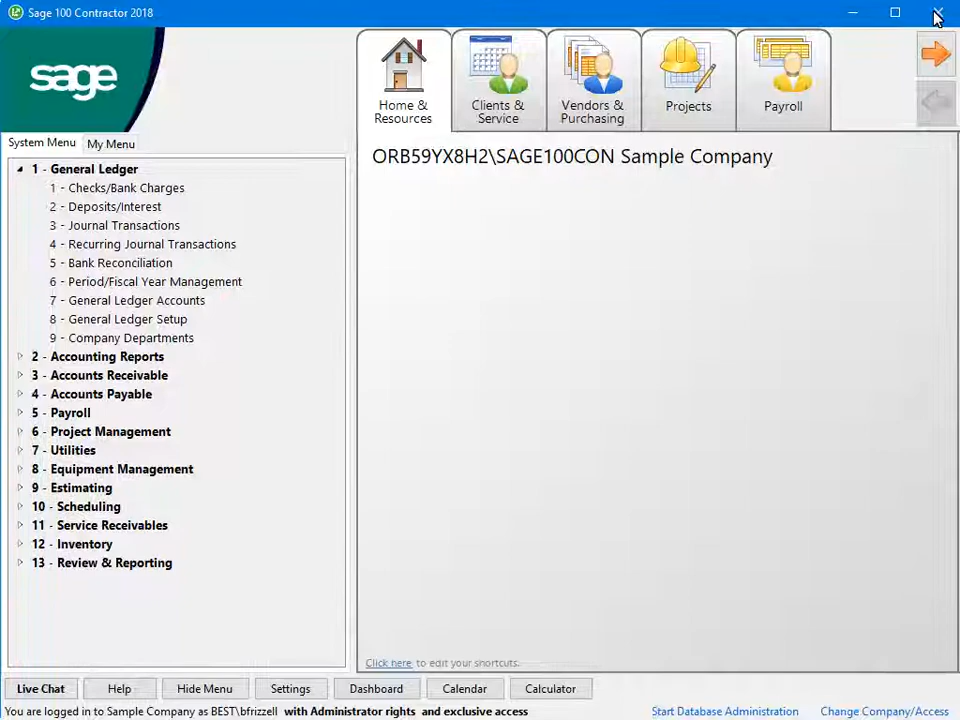 Sage 100 Contractor 2018
sage
Home & Resources
Clients & Service
Vendors & Purchasing
Projects
Payroll
System Menu
My Menu
ORB59YX8H2\SAGE100CON Sample Company
1 - General Ledger
1 - Checks/Bank Charges
2 - Deposits/Interest
3 - Journal Transactions
4 - Recurring Journal Transactions
5 - Bank Reconciliation
6 - Period/Fiscal Year Management
7 - General Ledger Accounts
8 - General Ledger Setup
9 - Company Departments
2 - Accounting Reports
3 - Accounts Receivable
4 - Accounts Payable
5 - Payroll
6 - Project Management
7 - Utilities
8 - Equipment Management
9 - Estimating
10 - Scheduling
11 - Service Receivables
12 - Inventory
13 - Review & Reporting
Click here to edit your shortcuts.
Live Chat
Help
Hide Menu
Settings
Dashboard
Calendar
Calculator
You are logged in to Sample Company as BEST\bfrizzell with Administrator rights and exclusive access
Start Database Administration
Change Company/Access